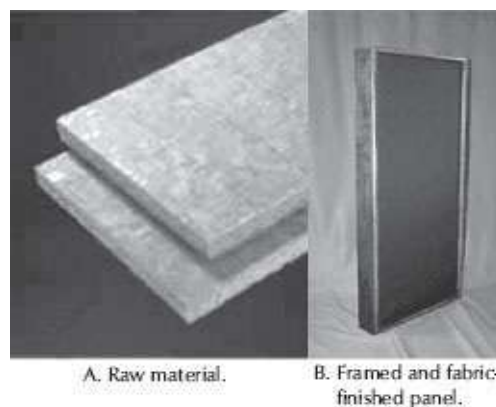 A. Raw material.
B. Framed and fabric-
finished panel.